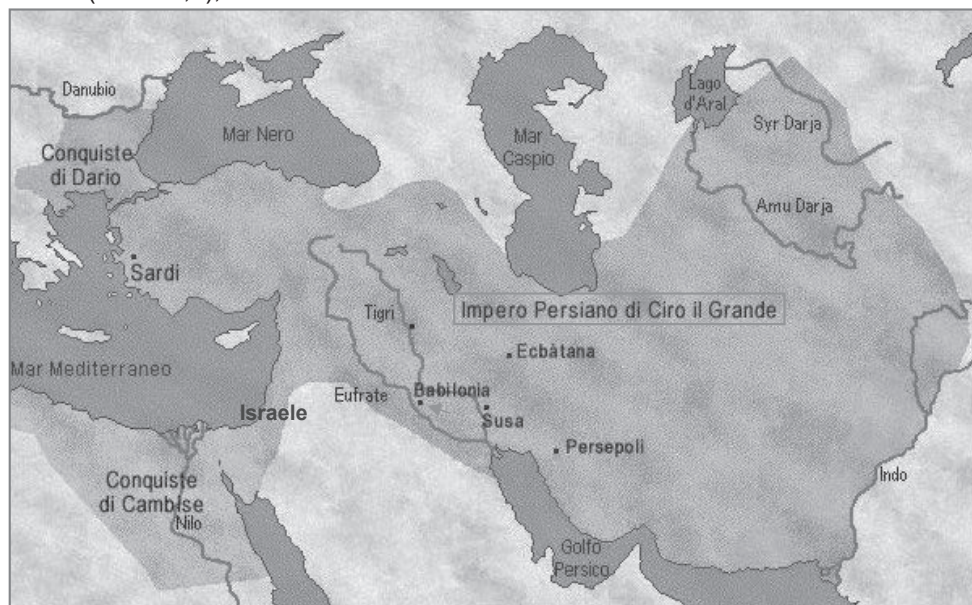 Danubio
Mar Nero
Conquiste
di Dario
Sardi
Mar
Caspio
Lago
d'Aral
Syr Darja
Amu Darja
Impero Persiano di Ciro il Grande
Tigri
Ecbàtana
Mar Mediterraneo
Eufrate
Babilonia
Israele
Susa
Persepoli
Conquiste
di Cambise
Nilo
Indo
Golfo
Persico